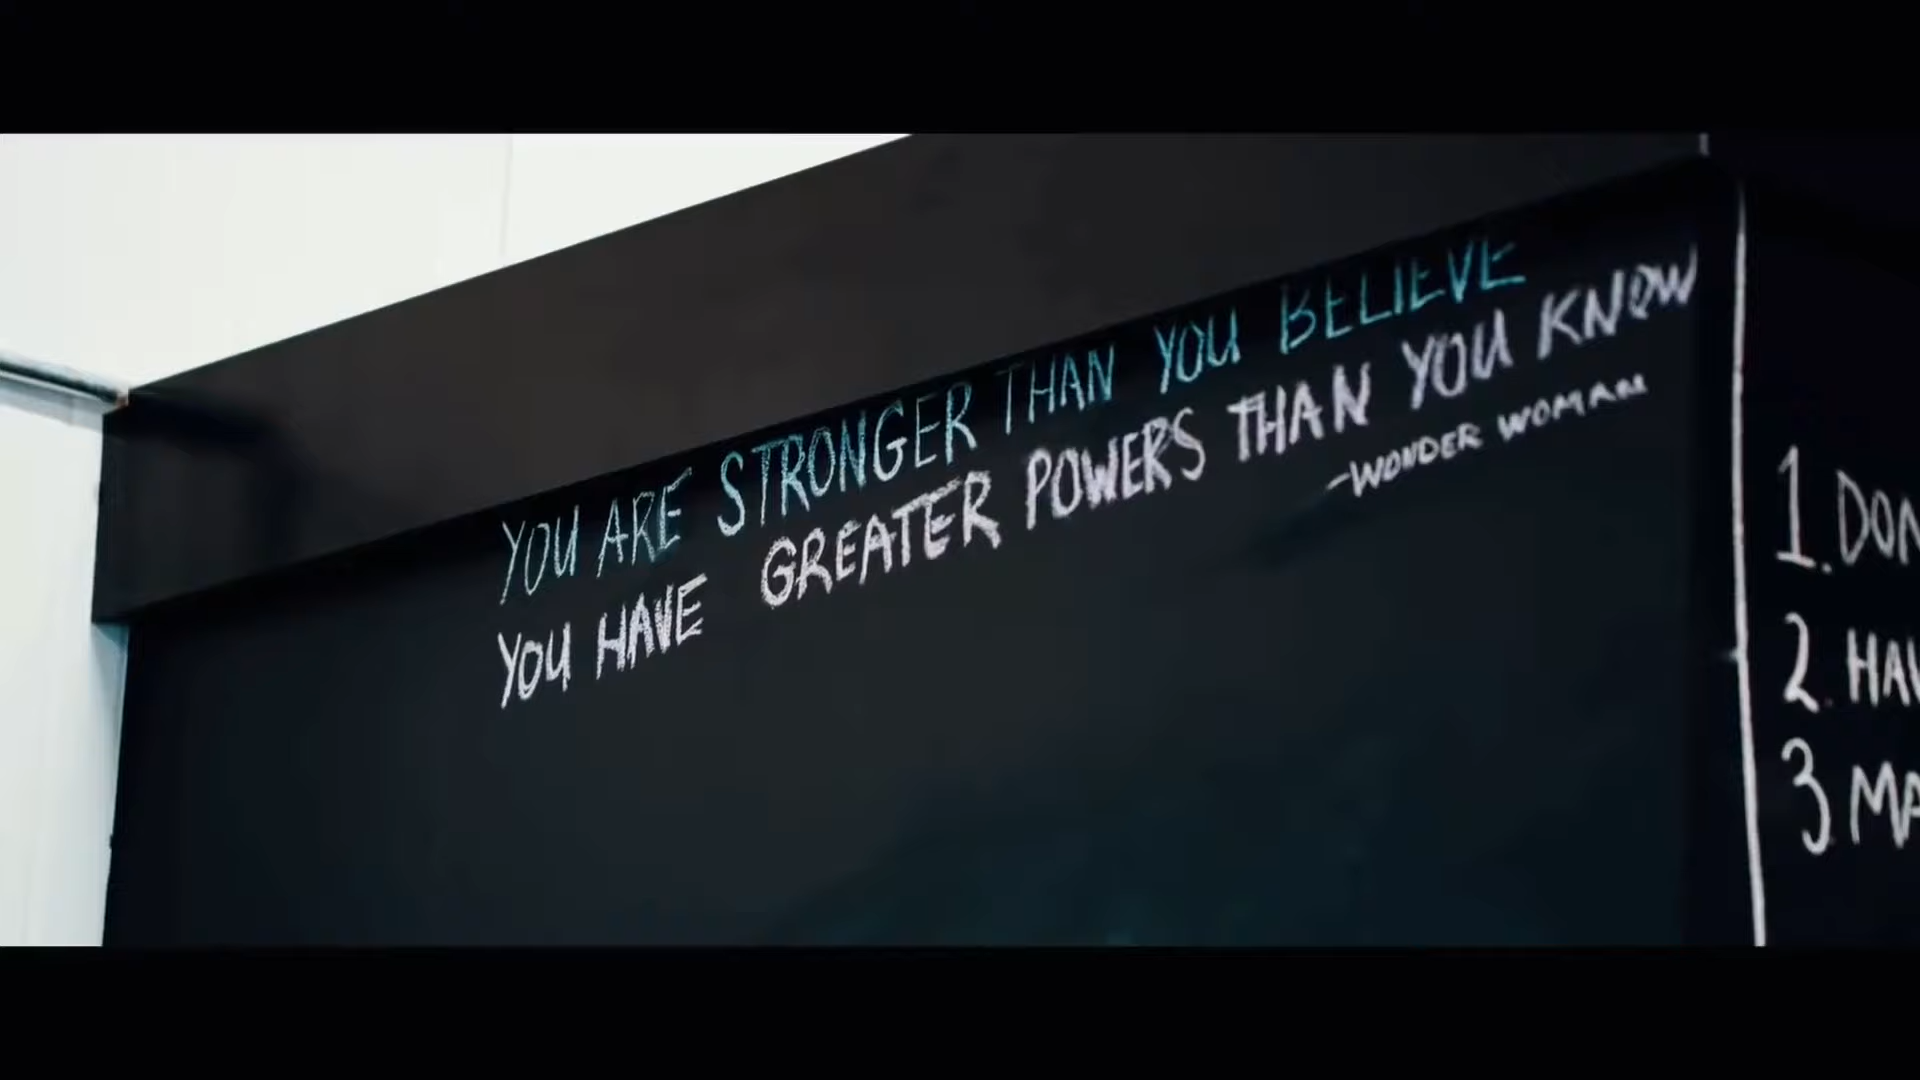 YOU ARE STRONGER THAN YOU BELIEVE
YOU HAVE GREATER POWERS THAN YOU KNOW
-WONDER WOMAN
1.
2.
3